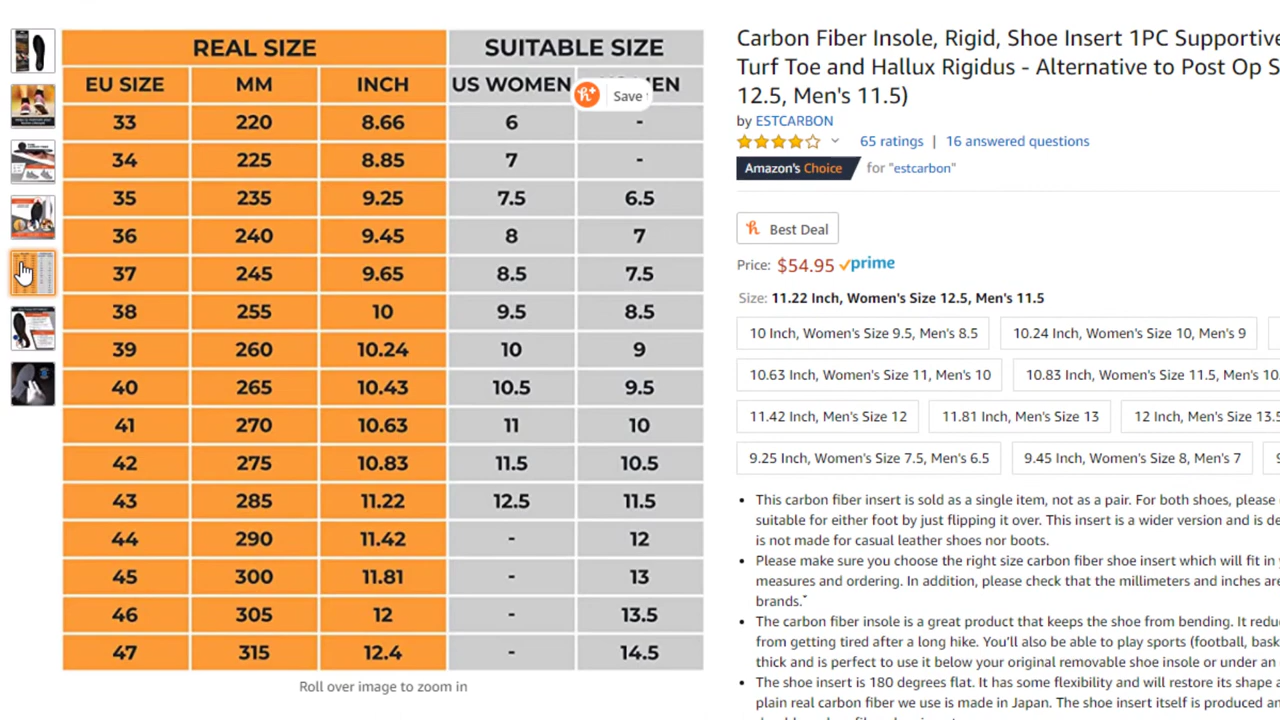 REAL SIZE SUITABLE SIZE
EU SIZE MM INCH US WOMEN EN
Save
33 220 8.66 6 -
34 225 8.85 7 -
35 235 9.25 7.5 6.5
36 240 9.45 8 7
37 245 9.65 8.5 7.5
38 255 10 9.5 8.5
39 260 10.24 10 9
40 265 10.43 10.5 9.5
41 270 10.63 11 10
42 275 10.83 11.5 10.5
43 285 11.22 12.5 11.5
44 290 11.42 - 12
45 300 11.81 - 13
46 305 12 - 13.5
47 315 12.4 - 14.5
Roll over image to zoom in
Carbon Fiber Insole, Rigid, Shoe Insert 1PC Supportive
Turf Toe and Hallux Rigidus - Alternative to Post Op S
12.5, Men's 11.5)
by ESTCARBON
65 ratings | 16 answered questions
Amazon's Choice for "estcarbon"
Best Deal
Price: $54.95 prime
Size: 11.22 Inch, Women's Size 12.5, Men's 11.5
10 Inch, Women's Size 9.5, Men's 8.5 10.24 Inch, Women's Size 10, Men's 9
10.63 Inch, Women's Size 11, Men's 10 10.83 Inch, Women's Size 11.5, Men's 10.
11.42 Inch, Men's Size 12 11.81 Inch, Men's Size 13 12 Inch, Men's Size 13.5
9.25 Inch, Women's Size 7.5, Men's 6.5 9.45 Inch, Women's Size 8, Men's 7 9
• This carbon fiber insert is sold as a single item, not as a pair. For both shoes, please
suitable for either foot by just flipping it over. This insert is a wider version and is de
is not made for casual leather shoes nor boots.
• Please make sure you choose the right size carbon fiber shoe insert which will fit in
measures and ordering. In addition, please check that the millimeters and inches are
brands.
• The carbon fiber insole is a great product that keeps the shoe from bending. It redu
from getting tired after a long hike. You'll also be able to play sports (football, bask
thick and is perfect to use it below your original removable shoe insole or under an
• The shoe insert is 180 degrees flat. It has some flexibility and will restore its shape a
plain real carbon fiber we use is made in Japan. The shoe insert itself is produced an